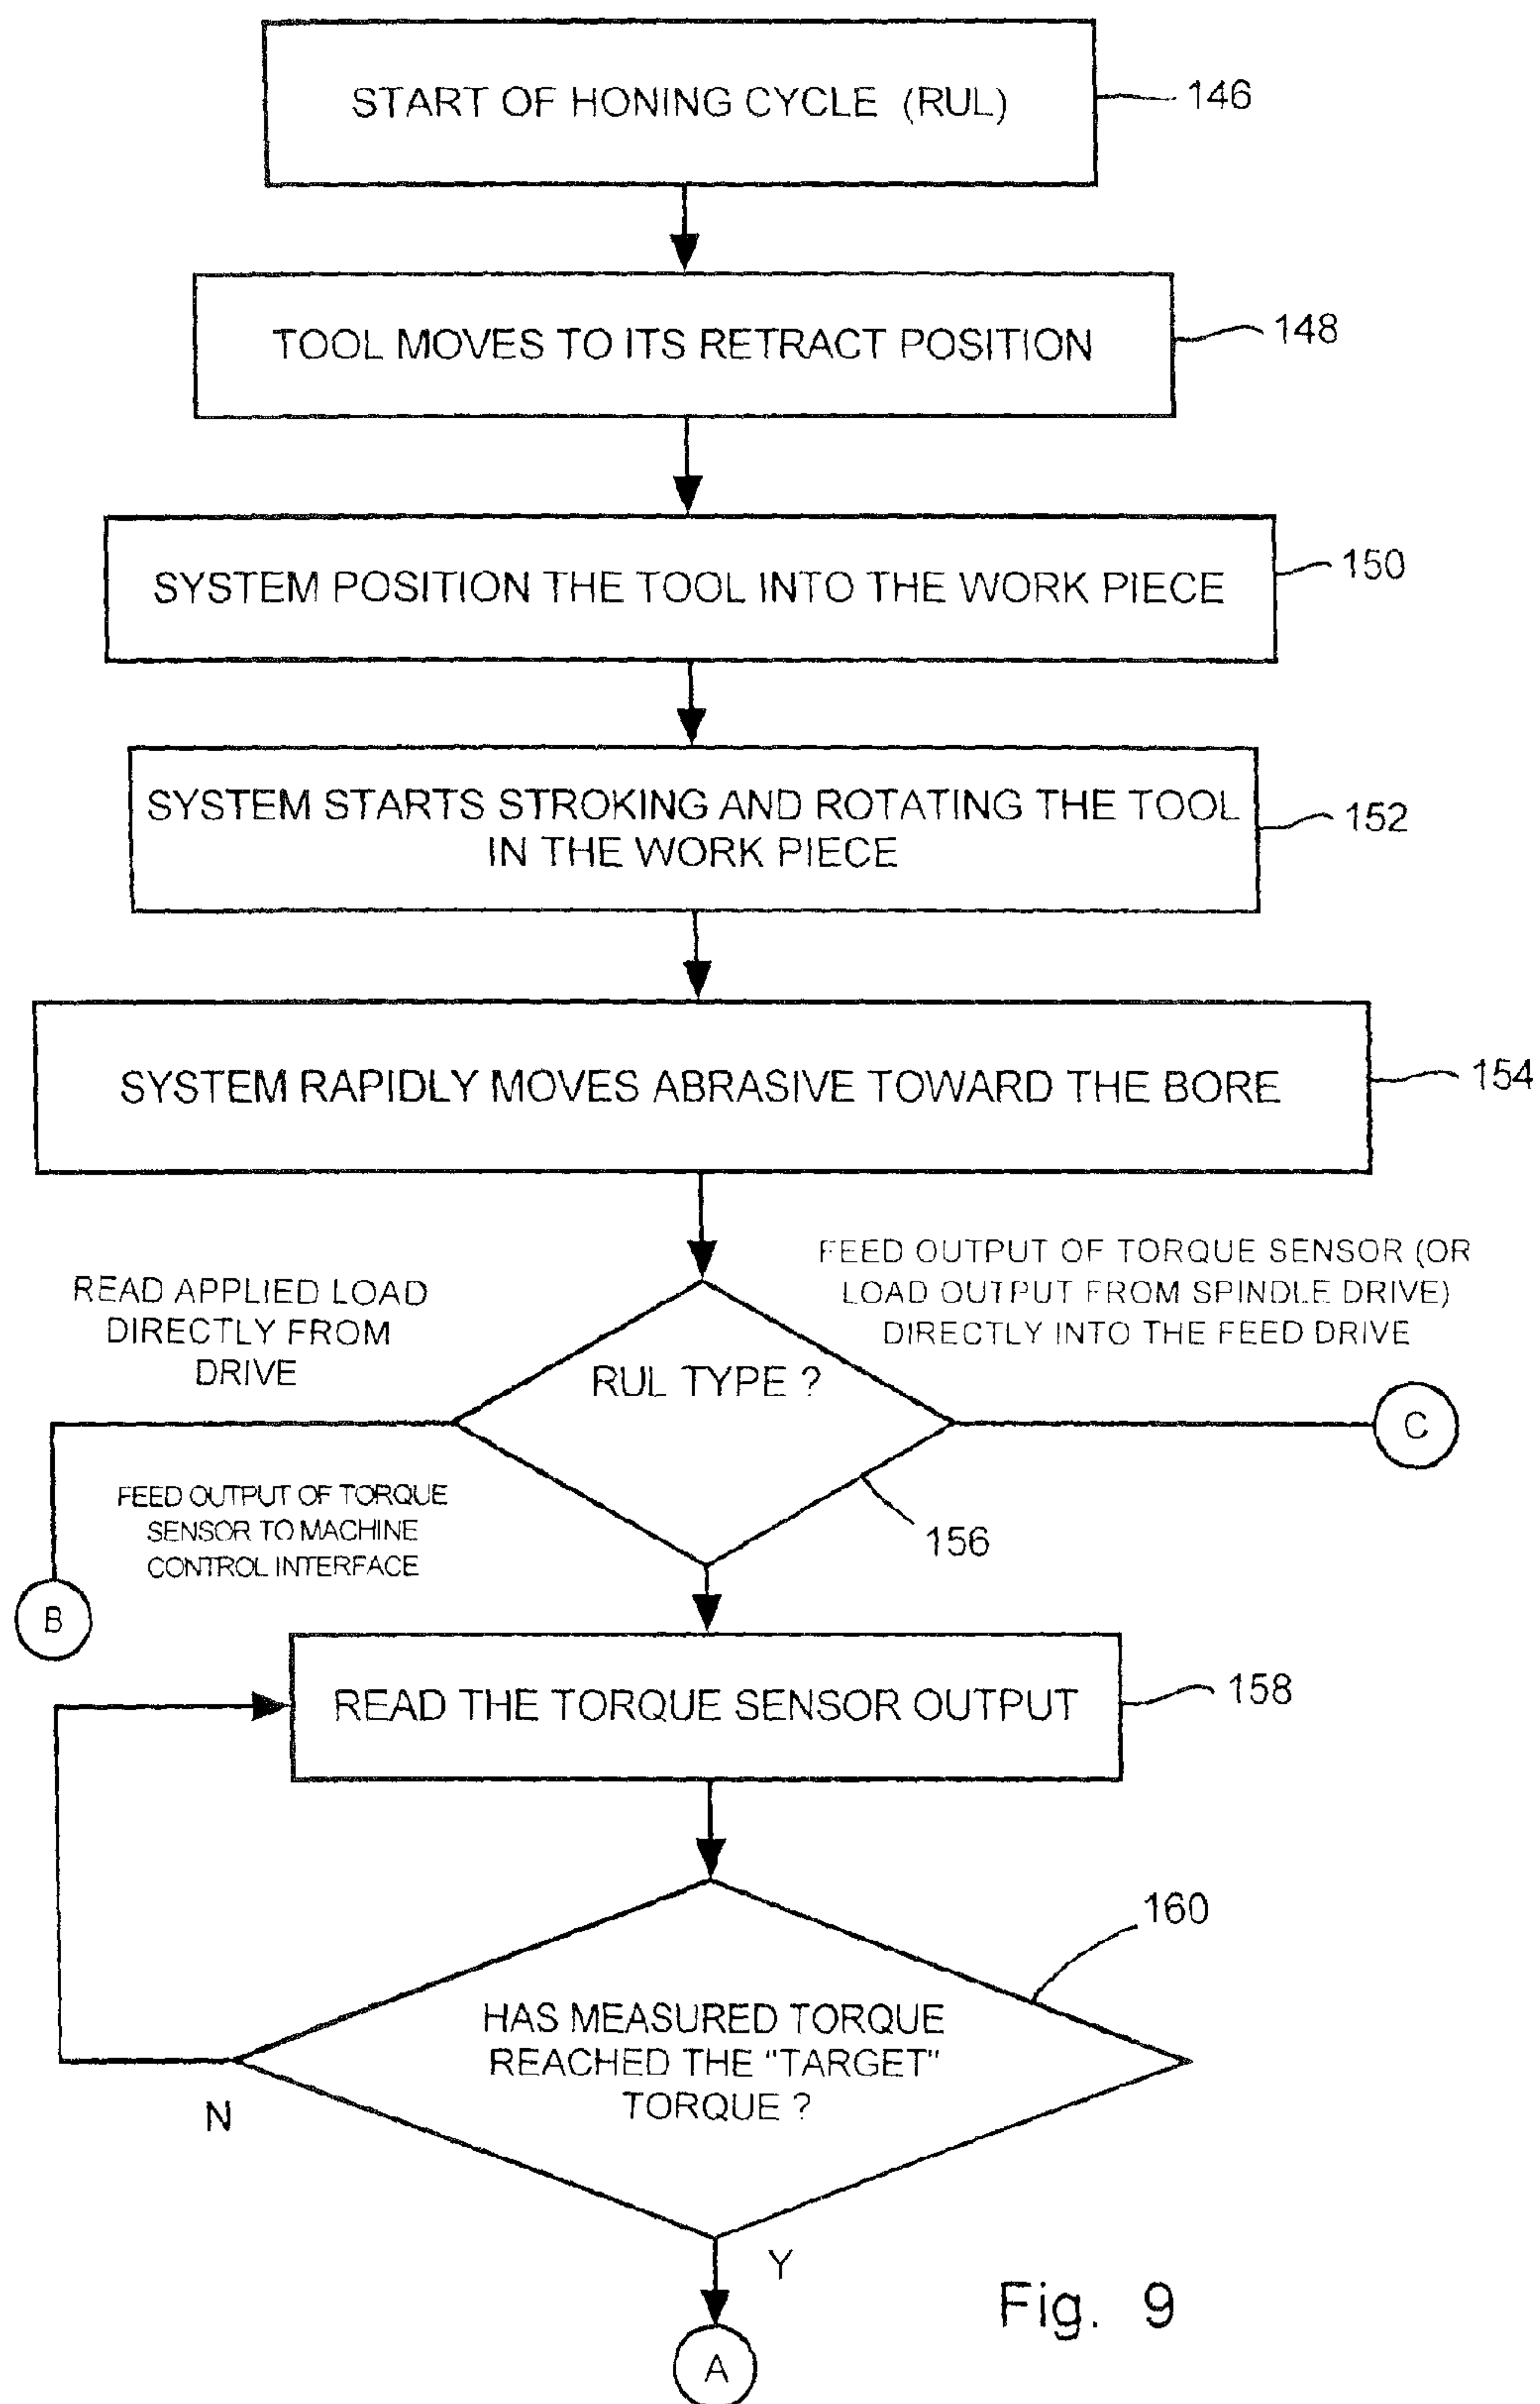 START OF HONING CYCLE (RUL)
146
TOOL MOVES TO ITS RETRACT POSITION
148
SYSTEM POSITION THE TOOL INTO THE WORK PIECE
150
SYSTEM STARTS STROKING AND ROTATING THE TOOL
IN THE WORK PIECE
152
SYSTEM RAPIDLY MOVES ABRASIVE TOWARD THE BORE
154
READ APPLIED LOAD
DIRECTLY FROM
DRIVE
FEED OUTPUT OF TORQUE SENSOR (OR
LOAD OUTPUT FROM SPINDLE DRIVE)
DIRECTLY INTO THE FEED DRIVE
RUL TYPE ?
C
156
FEED OUTPUT OF TORQUE
SENSOR TO MACHINE
CONTROL INTERFACE
B
READ THE TORQUE SENSOR OUTPUT
158
160
HAS MEASURED TORQUE
REACHED THE "TARGET"
TORQUE ?
N
Y
A
Fig. 9